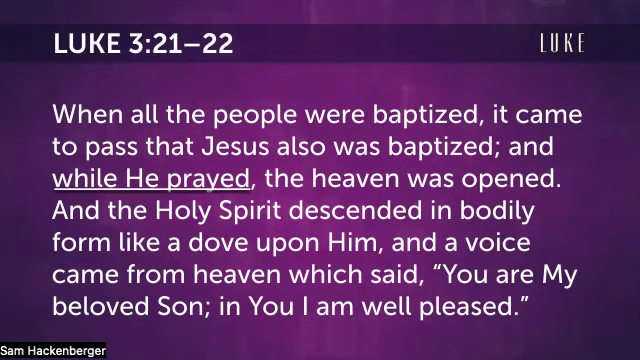 LUKE 3:21–22
LUKE
When all the people were baptized, it came
to pass that Jesus also was baptized; and
while He prayed, the heaven was opened.
And the Holy Spirit descended in bodily
form like a dove upon Him, and a voice
came from heaven which said, “You are My
beloved Son; in You I am well pleased.”
Sam Hackenberger